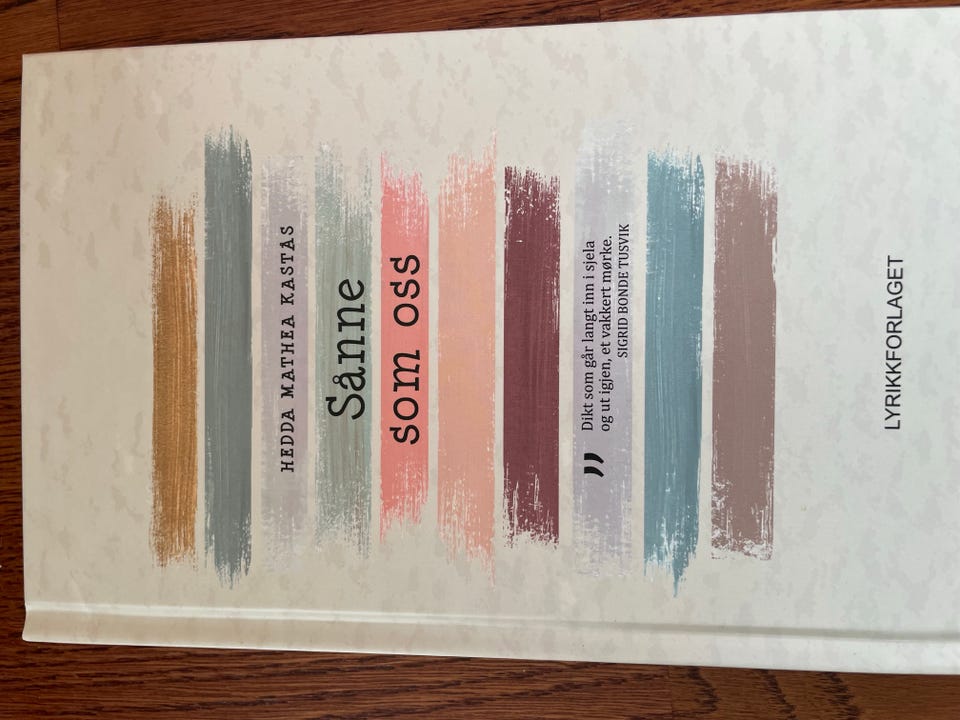 HEDDA MATHEA KASTAS
Sånne
som oss
” Dikt som går langt inn i sjela
og ut igjen, et vakkert mørke.
SIGRID BONDE TUSVIK
LYRIKKFORLAGET